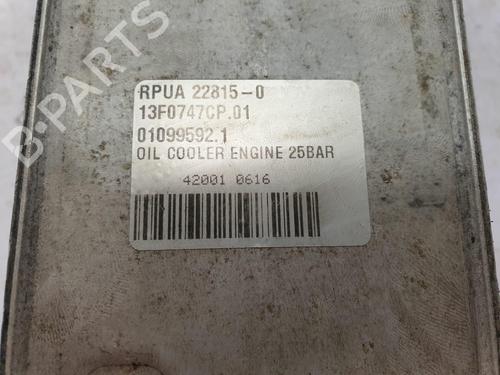 RPUA 22815-0
13F0747CP.01
01099592.1
OIL COOLER ENGINE 25BAR
42001 0616
B-PARTS